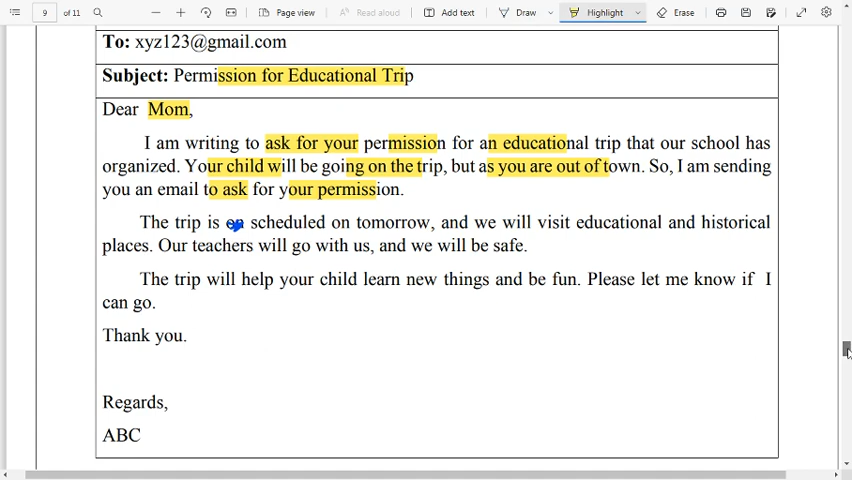 9 of 11 Page view Read aloud Add text Draw Highlight Erase
To: xyz123@gmail.com
Subject: Permission for Educational Trip
Dear Mom,
I am writing to ask for your permission for an educational trip that our school has
organized. Your child will be going on the trip, but as you are out of town. So, I am sending
you an email to ask for your permission.
The trip is on scheduled on tomorrow, and we will visit educational and historical
places. Our teachers will go with us, and we will be safe.
The trip will help your child learn new things and be fun. Please let me know if I
can go.
Thank you.
Regards,
ABC